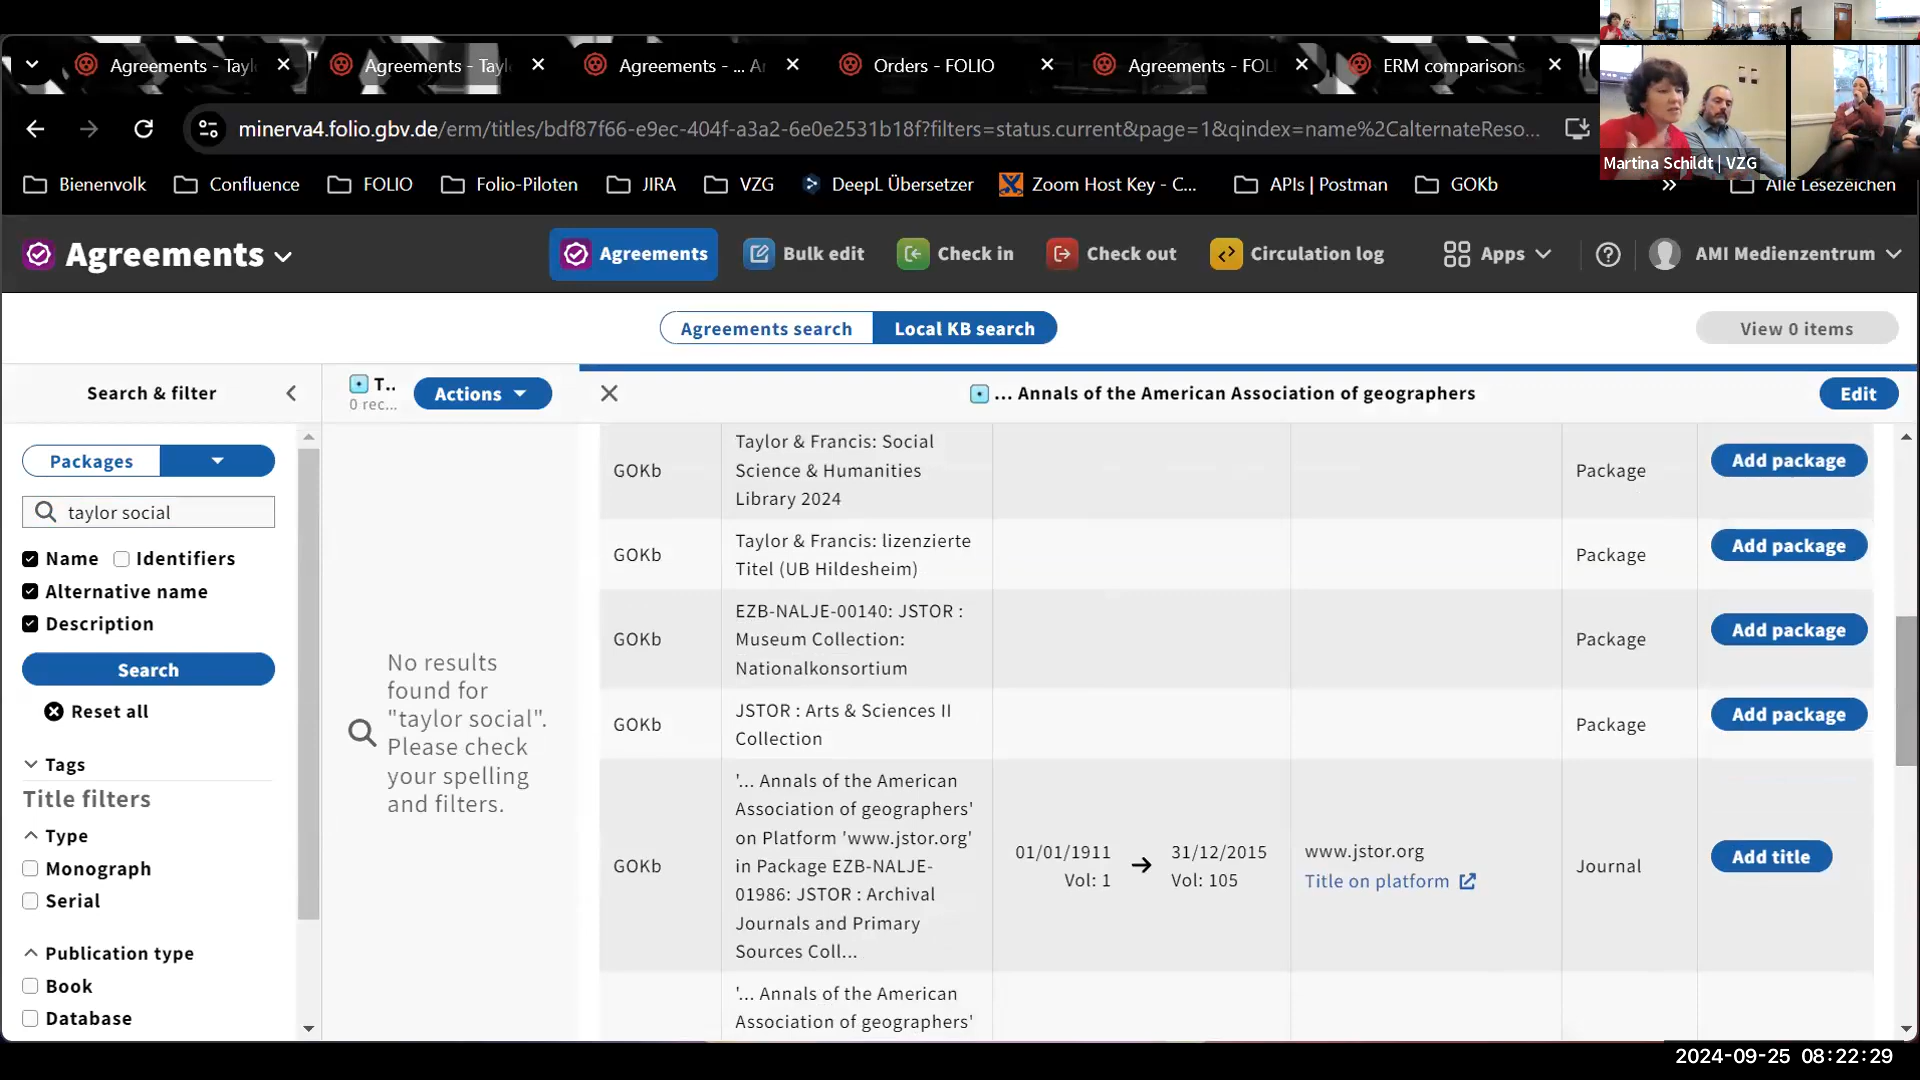 Agreements - Tayl
Agreements - Tayl
Agreements - ... Ar
Orders - FOLIO
Agreements - FOL
ERM comparisons
minerva4.folio.gbv.de/erm/titles/bdf87f66-e9ec-404f-a3a2-6e0e2531b18f?filters=status.current&page=1&qindex=name%2CalternateReso...
Martina Schildt | VZG
Bienenvolk
Confluence
FOLIO
Folio-Piloten
JIRA
VZG
DeepL Übersetzer
Zoom Host Key - C...
APIs | Postman
GOKb
Alle Lesezeichen
Agreements
Agreements
Bulk edit
Check in
Check out
Circulation log
Apps
AMI Medienzentrum
Agreements search
Local KB search
View 0 items
Search & filter
T..
0 rec...
Actions
... Annals of the American Association of geographers
Edit
Packages
taylor social
Name
Identifiers
Alternative name
Description
Search
Reset all
Tags
Title filters
Type
Monograph
Serial
Publication type
Book
Database
No results
found for
"taylor social".
Please check
your spelling
and filters.
GOKb
Taylor & Francis: Social
Science & Humanities
Library 2024
Package
Add package
GOKb
Taylor & Francis: lizenzierte
Titel (UB Hildesheim)
Package
Add package
GOKb
EZB-NALJE-00140: JSTOR :
Museum Collection:
Nationalkonsortium
Package
Add package
GOKb
JSTOR : Arts & Sciences II
Collection
Package
Add package
GOKb
'... Annals of the American
Association of geographers'
on Platform 'www.jstor.org'
in Package EZB-NALJE-
01986: JSTOR : Archival
Journals and Primary
Sources Coll...
01/01/1911
Vol: 1
31/12/2015
Vol: 105
www.jstor.org
Title on platform
Journal
Add title
'... Annals of the American
Association of geographers'
2024-09-25 08:22:29